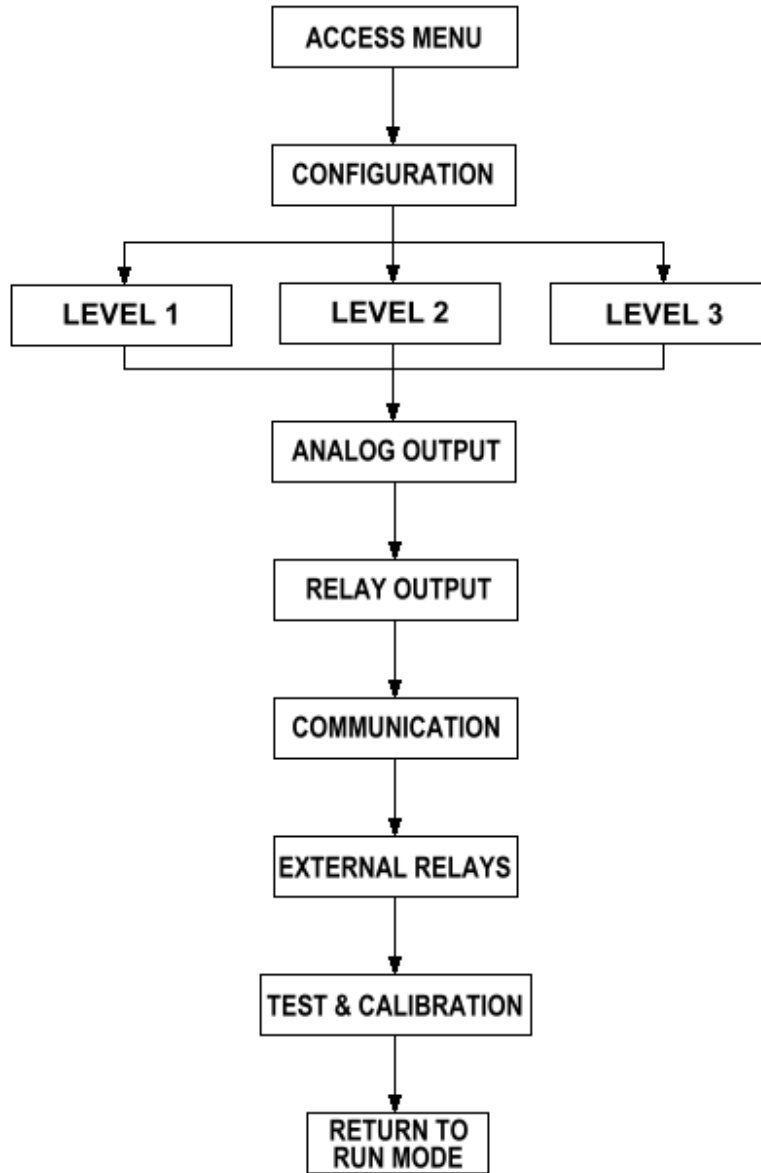 ACCESS MENU
CONFIGURATION
LEVEL 1
LEVEL 2
LEVEL 3
ANALOG OUTPUT
RELAY OUTPUT
COMMUNICATION
EXTERNAL RELAYS
TEST & CALIBRATION
RETURN TO
RUN MODE